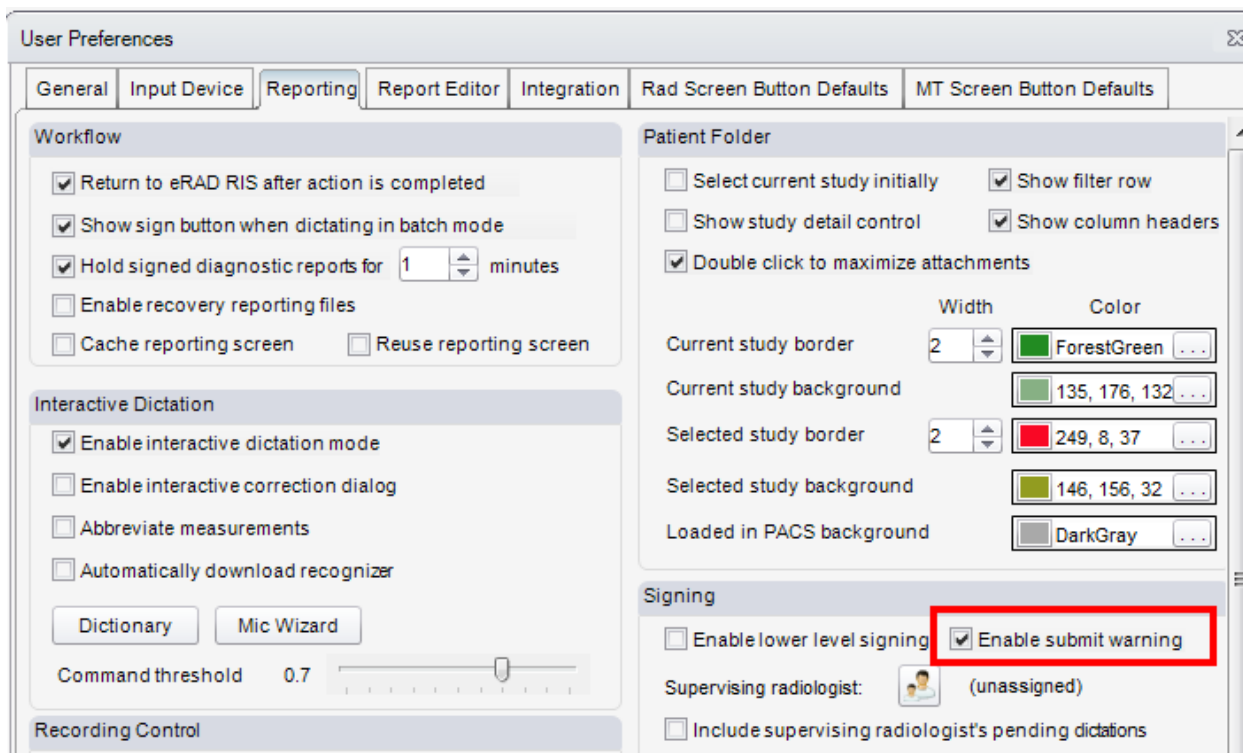 User Preferences
General Input Device Reporting Report Editor Integration Rad Screen Button Defaults MT Screen Button Defaults
Workflow
Return to eRAD RIS after action is completed
Show sign button when dictating in batch mode
Hold signed diagnostic reports for 1 minutes
Enable recovery reporting files
Cache reporting screen Reuse reporting screen
Interactive Dictation
Enable interactive dictation mode
Enable interactive correction dialog
Abbreviate measurements
Automatically download recognizer
Dictionary Mic Wizard
Command threshold 0.7
Recording Control
Patient Folder
Select current study initially Show filter row
Show study detail control Show column headers
Double click to maximize attachments
Width Color
Current study border 2 ForestGreen ...
Current study background 135, 176, 132 ...
Selected study border 2 249, 8, 37 ...
Selected study background 146, 156, 32 ...
Loaded in PACS background DarkGray ...
Signing
Enable lower level signing Enable submit warning
Supervising radiologist: (unassigned)
Include supervising radiologist's pending dictations